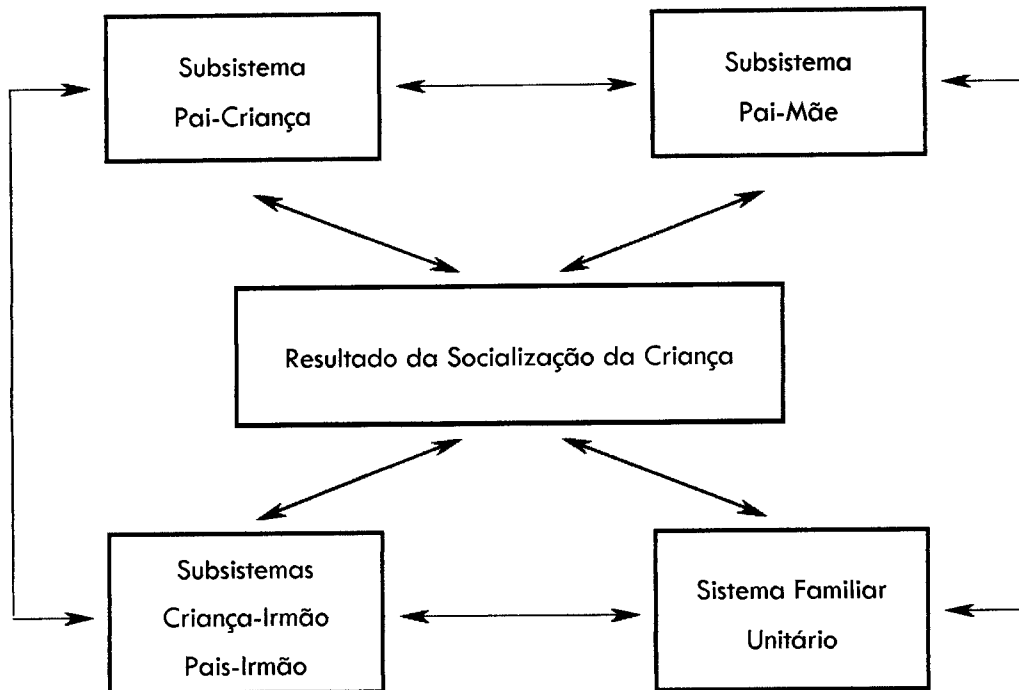 Subsistema
Pai-Criança
Subsistema
Pai-Mãe
Resultado da Socialização da Criança
Subsistemas
Criança-Irmão
Pais-Irmão
Sistema Familiar
Unitário